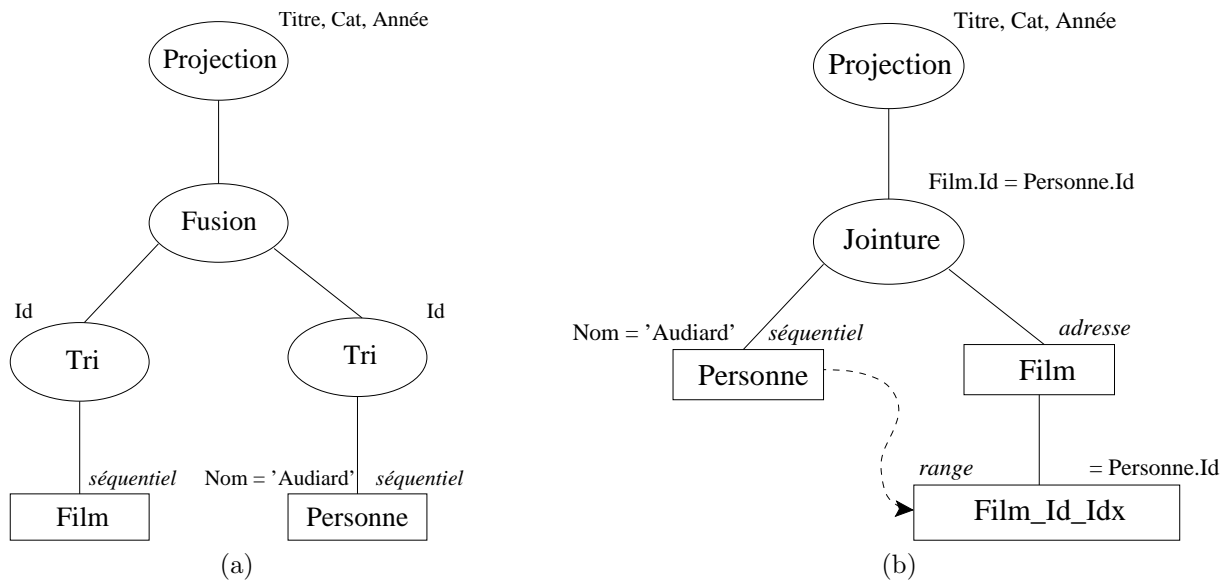 Titre, Cat, Année
Projection
Fusion
Id
Id
Tri
Tri
séquentiel
Nom = ’Audiard’
séquentiel
Film
Personne
(a)
Titre, Cat, Année
Projection
Film.Id = Personne.Id
Jointure
Nom = ’Audiard’
séquentiel
adresse
Personne
Film
range
= Personne.Id
Film_Id_Idx
(b)